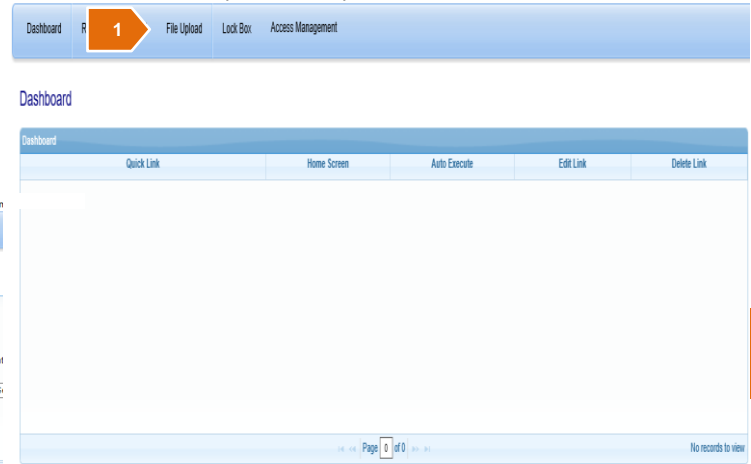 Dashboard R 1 File Upload Lock Box Access Management
Dashboard
Dashboard
Quick Link Home Screen Auto Execute Edit Link Delete Link
Page 0 of 0 No records to view